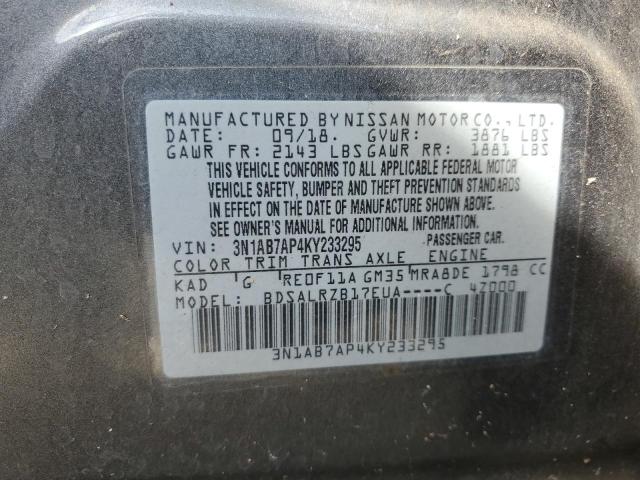 MANUFACTURED BY NISSAN MOTOR CO., LTD.
DATE: 09/18. GVWR: 3876 LBS
GAWR FR: 2143 LBS GAWR RR: 1881 LBS
THIS VEHICLE CONFORMS TO ALL APPLICABLE FEDERAL MOTOR
VEHICLE SAFETY, BUMPER AND THEFT PREVENTION STANDARDS
IN EFFECT ON THE DATE OF MANUFACTURE SHOWN ABOVE.
SEE OWNER'S MANUAL FOR ADDITIONAL INFORMATION.
VIN: 3N1AB7AP4KY233295 PASSENGER CAR.
COLOR TRIM TRANS AXLE ENGINE
KAD G RE0F11A GM35 MRA8DE 1798 CC
MODEL: BDSALRZB17EUA----C 4Z000
3N1AB7AP4KY233295